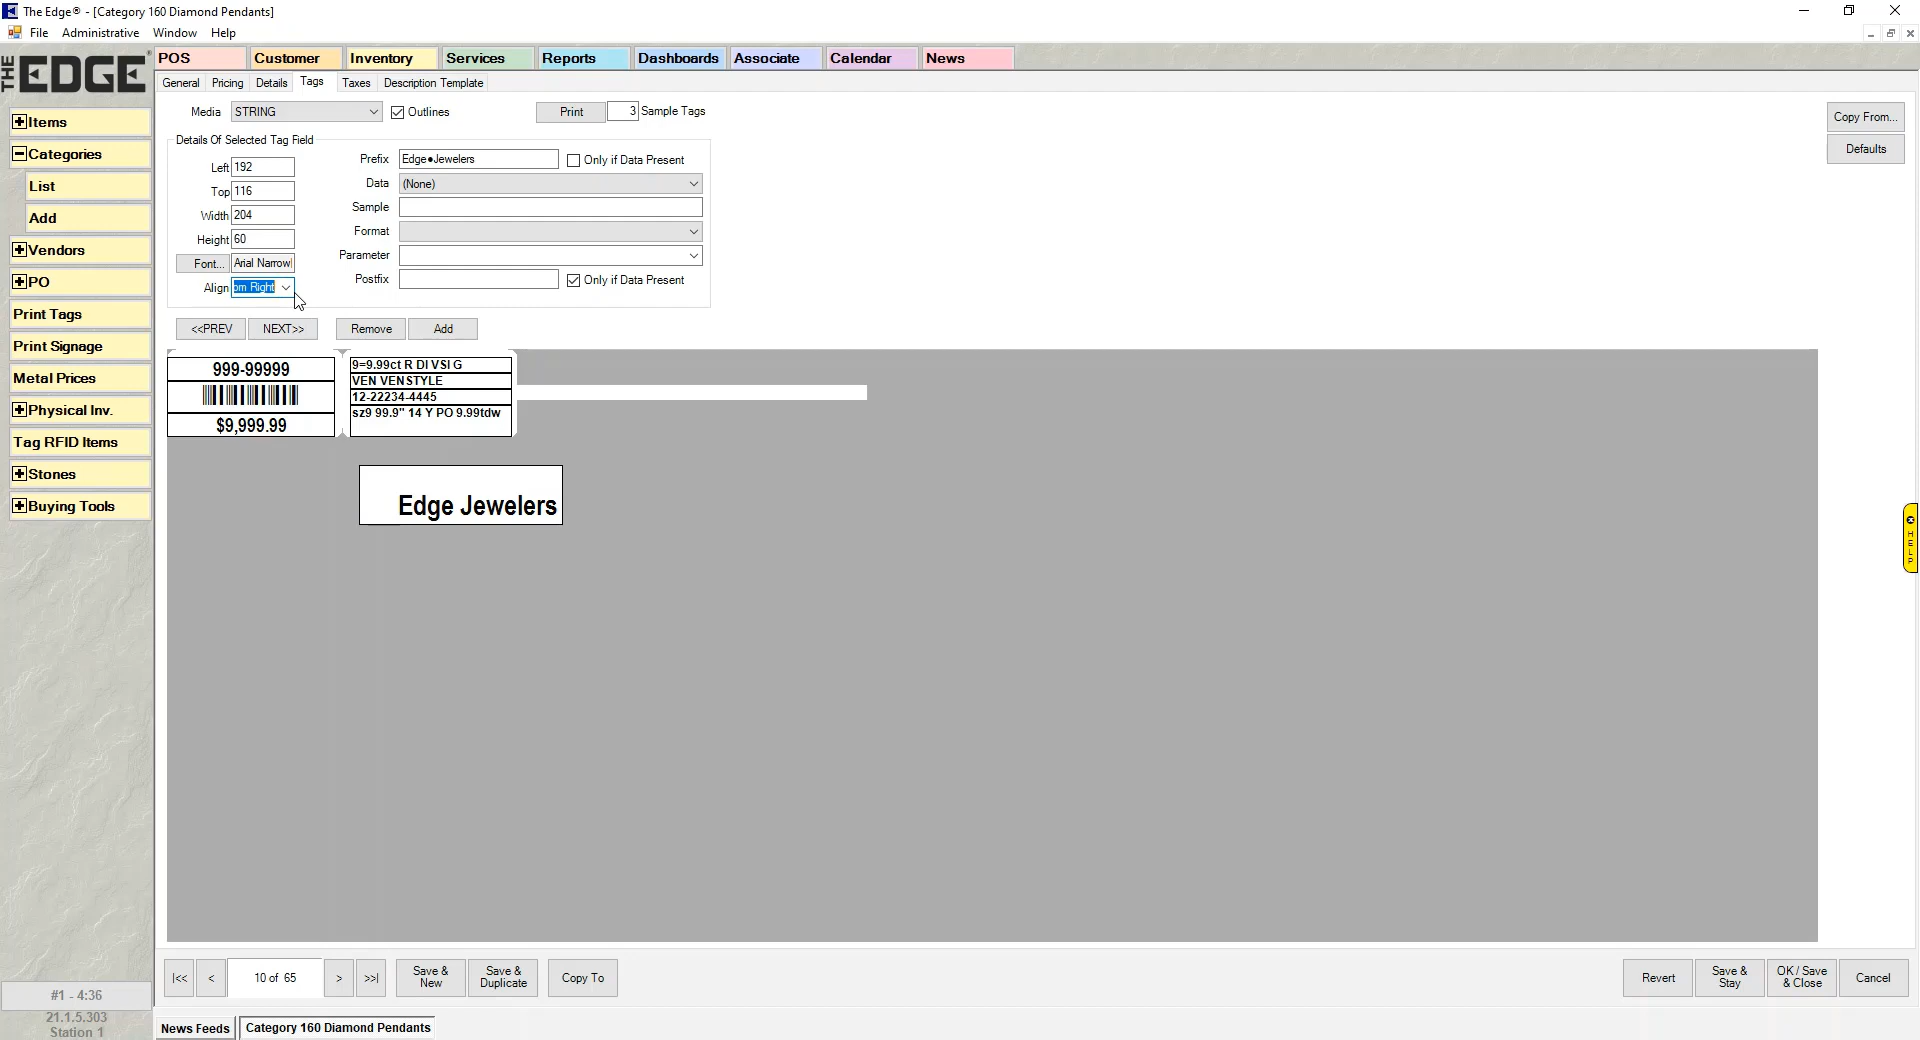 The Edge® - [Category 160 Diamond Pendants]
File Administrative Window Help
THE EDGE®
POS Customer Inventory Services Reports Dashboards Associate Calendar News
General Pricing Details Tags Taxes Description Template
Items
Categories
List
Add
Vendors
PO
Print Tags
Print Signage
Metal Prices
Physical Inv.
Tag RFID Items
Stones
Buying Tools
#1 - 4:36
21.1.5.303
Station 1
Media STRING Outlines Print 3 Sample Tags
Details Of Selected Tag Field
Left 192
Top 116
Width 204
Height 60
Font... Arial Narrow
Align om Right
Prefix Edge●Jewelers Only if Data Present
Data (None)
Sample
Format
Parameter
Postfix Only if Data Present
<<PREV NEXT>> Remove Add
Copy From...
Defaults
999-99999
$9,999.99
9=9.99ct R DI VSI G
VEN VENSTYLE
12-22234-4445
sz9 99.9" 14 Y PO 9.99tdw
Edge Jewelers
HELP
|<< < 10 of 65 > >>|
Save & New
Save & Duplicate
Copy To
Revert
Save & Stay
OK / Save & Close
Cancel
News Feeds Category 160 Diamond Pendants